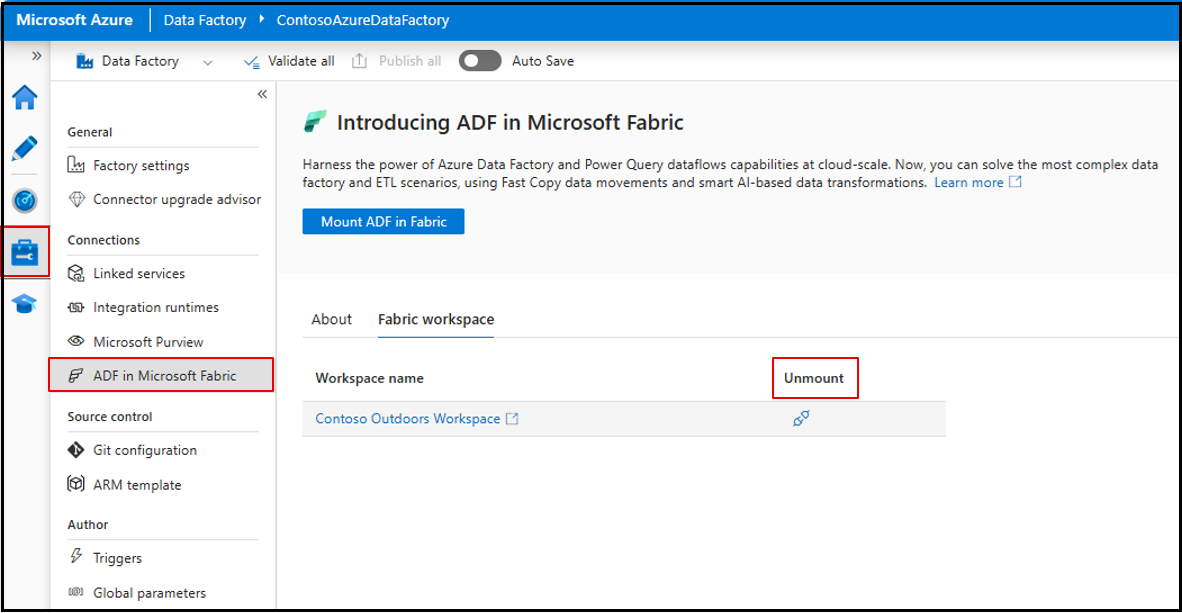 Microsoft Azure
Data Factory
ContosoAzureDataFactory
Data Factory
Validate all
Publish all
Auto Save
General
Factory settings
Connector upgrade advisor
Connections
Linked services
Integration runtimes
Microsoft Purview
ADF in Microsoft Fabric
Source control
Git configuration
ARM template
Author
Triggers
Global parameters
Introducing ADF in Microsoft Fabric
Harness the power of Azure Data Factory and Power Query dataflows capabilities at cloud-scale. Now, you can solve the most complex data
factory and ETL scenarios, using Fast Copy data movements and smart AI-based data transformations. Learn more
Mount ADF in Fabric
About
Fabric workspace
Workspace name
Unmount
Contoso Outdoors Workspace